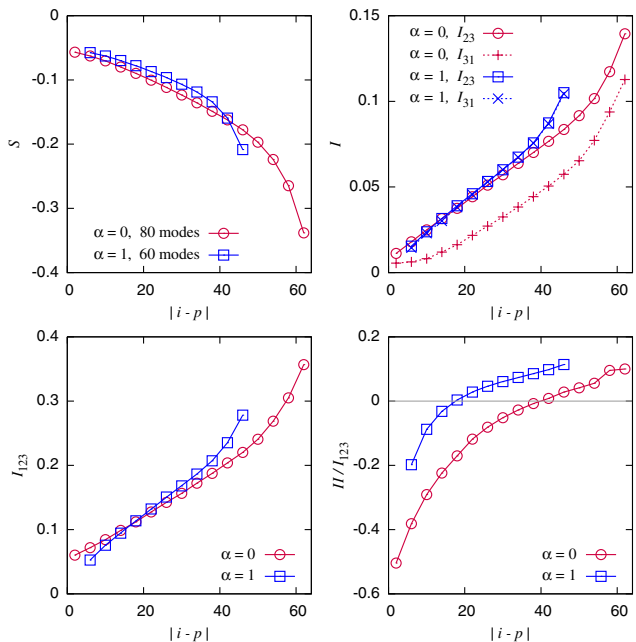 0
-0.1
-0.2
-0.3
-0.4
S
α = 0, 80 modes
α = 1, 60 modes
0 20 40 60
| i - p |
0.15
0.1
0.05
0
I
α = 0, I23
α = 0, I31
α = 1, I23
α = 1, I31
0 20 40 60
| i - p |
0.4
0.3
0.2
0.1
0
I123
α = 0
α = 1
0 20 40 60
| i - p |
0.2
0
-0.2
-0.4
-0.6
II / I123
α = 0
α = 1
0 20 40 60
| i - p |